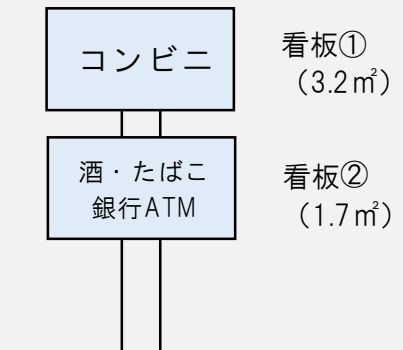 コンビニ
看板①
（3.2㎡）
酒・たばこ
銀行ATM
看板②
（1.7㎡）